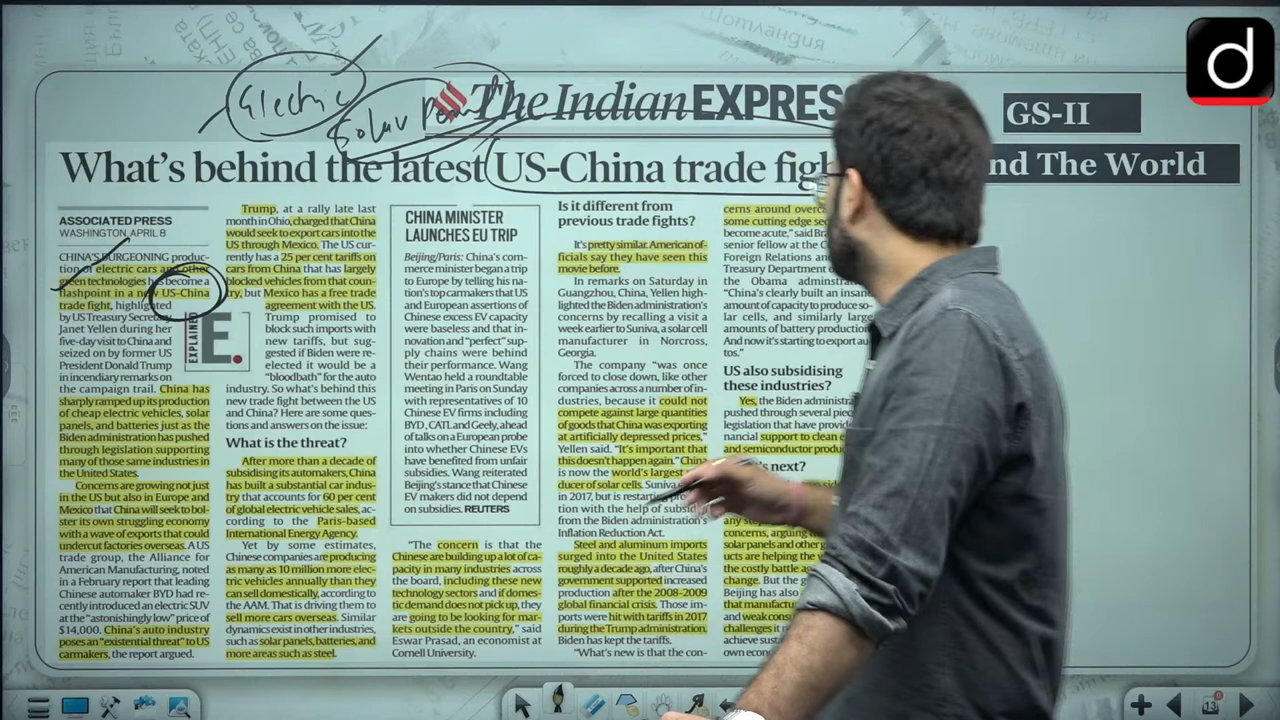 d
Electric
Solar
The Indian EXPRESS
GS-II
What's behind the latest US-China trade fig
nd The World
ASSOCIATED PRESS
WASHINGTON, APRIL 8
CHINA'S SURGEONING produc-
tion of electric cars and other
green technologies has become a
flashpoint in a new US-China
trade fight, highlighted
by US Treasury Secretary
Janet Yellen during her
five-day visit to China and
seized on by former US
President Donald Trump
in incendiary remarks on
the campaign trail. China has
sharply ramped up its production
of cheap electric vehicles, solar
panels, and batteries just as the
Biden administration has pushed
through legislation supporting
many of those same industries in
the United States.
Concerns are growing not just
in the US but also in Europe and
Mexico that China will seek to bol-
ster its own struggling economy
with a wave of exports that could
undercut factories overseas. A US
trade group, the Alliance for
American Manufacturing, noted
in a February report that leading
Chinese automaker BYD had re-
cently introduced an electric SUV
at the "astonishingly low" price of
$14,000. China's auto industry
poses an "existential threat" to US
carmakers, the report argued.
EXPLAINED
E.
Trump, at a rally late last
month in Ohio, charged that China
would seek to export cars into the
US through Mexico. The US cur-
rently has a 25 per cent tariffs on
cars from China that has largely
blocked vehicles from that coun-
try, but Mexico has a free trade
agreement with the US.
Trump promised to
block such imports with
new tariffs, but sug-
gested if Biden were re-
elected it would be a
"bloodbath" for the auto
industry. So what's behind this
new trade fight between the US
and China? Here are some ques-
tions and answers on the issue:
What is the threat?
After more than a decade of
subsidising its automakers, China
has built a substantial car indus-
try that accounts for 60 per cent
of global electric vehicle sales, ac-
cording to the Paris-based
International Energy Agency.
Yet by some estimates,
Chinese companies are producing
as many as 10 million more elec-
tric vehicles annually than they
can sell domestically, according to
the AAM. That is driving them to
sell more cars overseas. Similar
dynamics exist in other industries,
such as solar panels, batteries, and
more areas such as steel.
CHINA MINISTER
LAUNCHES EU TRIP
Beijing/Paris: China's com-
merce minister began a trip
to Europe by telling his na-
tion's top carmakers that US
and European assertions of
Chinese excess EV capacity
were baseless and that in-
novation and "perfect" sup-
ply chains were behind
their performance. Wang
Wentao held a roundtable
meeting in Paris on Sunday
with representatives of 10
Chinese EV firms including
BYD, CATL and Geely, ahead
of talks on a European probe
into whether Chinese EVs
have benefited from unfair
subsidies. Wang reiterated
Beijing's stance that Chinese
EV makers did not depend
on subsidies. REUTERS
"The concern is that the
Chinese are building up a lot of ca-
pacity in many industries across
the board, including these new
technology sectors and if domes-
tic demand does not pick up, they
are going to be looking for mar-
kets outside the country," said
Eswar Prasad, an economist at
Cornell University.
Is it different from
previous trade fights?
It's pretty similar. American of-
ficials say they have seen this
movie before.
In remarks on Saturday in
Guangzhou, China, Yellen high-
lighted the Biden administration's
concerns by recalling a visit a
week earlier to Suniva, a solar cell
manufacturer in Norcross,
Georgia.
The company "was once
forced to close down, like other
companies across a number of in-
dustries, because it could not
compete against large quantities
of goods that China was exporting
at artificially depressed prices,"
Yellen said. "It's important that
this doesn't happen again." China
is now the world's largest
ducer of solar cells. Suniva
in 2017, but is restarting
tion with the help of subsid
from the Biden administration's
Inflation Reduction Act.
Steel and aluminum imports
surged into the United States
roughly a decade ago, after China's
government supported increased
production after the 2008-2009
global financial crisis. Those im-
ports were hit with tariffs in 2017
during the Trump administration.
Biden has kept the tariffs.
"What's new is that the con-
cerns around overc
some cutting edge sec
become acute," said Bra
senior fellow at the C
Foreign Relations and
Treasury Department o
the Obama administra
"China's clearly built an insan
amount of capacity to produce so-
lar cells, and similarly large
amounts of battery production
And now it's starting to export au
tos."
US also subsidising
these industries?
Yes, the Biden administra
pushed through several piec
legislation that have provid
nancial support to clean e
and semiconductor produc
's next?
any steps
concerns, arguing
solar panels and other g
ucts are helping the v
the costly battle ag
change. But the g
Beijing has also
that manufactu
and weak cons
challenges it
achieve susta
own econ
13